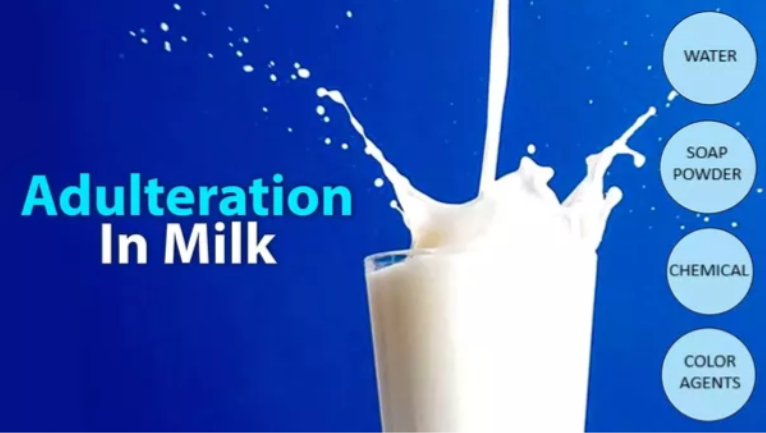 Adulteration
In Milk
WATER
SOAP
POWDER
CHEMICAL
COLOR
AGENTS